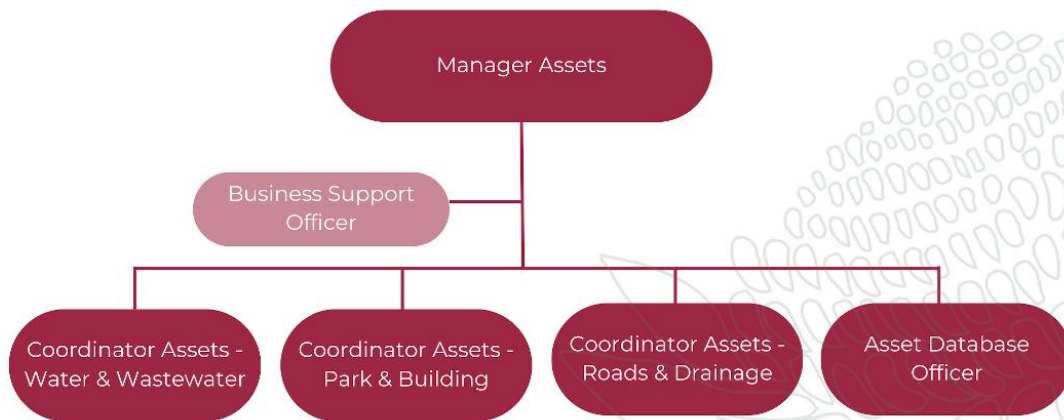 Manager Assets
Business Support
Officer
Coordinator Assets -
Water & Wastewater
Coordinator Assets -
Park & Building
Coordinator Assets -
Roads & Drainage
Asset Database
Officer